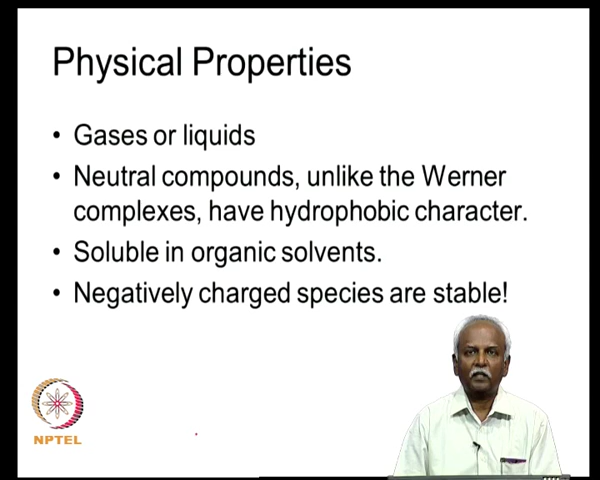 Physical Properties
• Gases or liquids
• Neutral compounds, unlike the Werner
complexes, have hydrophobic character.
• Soluble in organic solvents.
• Negatively charged species are stable!
NPTEL